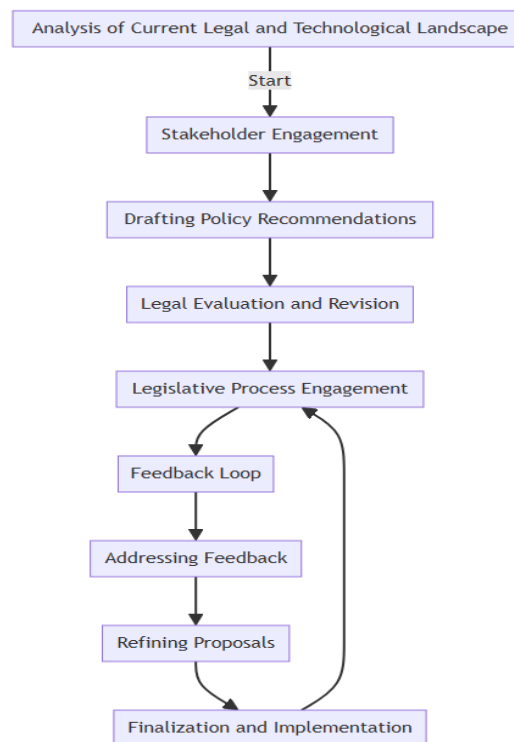 Analysis of Current Legal and Technological Landscape
Start
Stakeholder Engagement
Drafting Policy Recommendations
Legal Evaluation and Revision
Legislative Process Engagement
Feedback Loop
Addressing Feedback
Refining Proposals
Finalization and Implementation